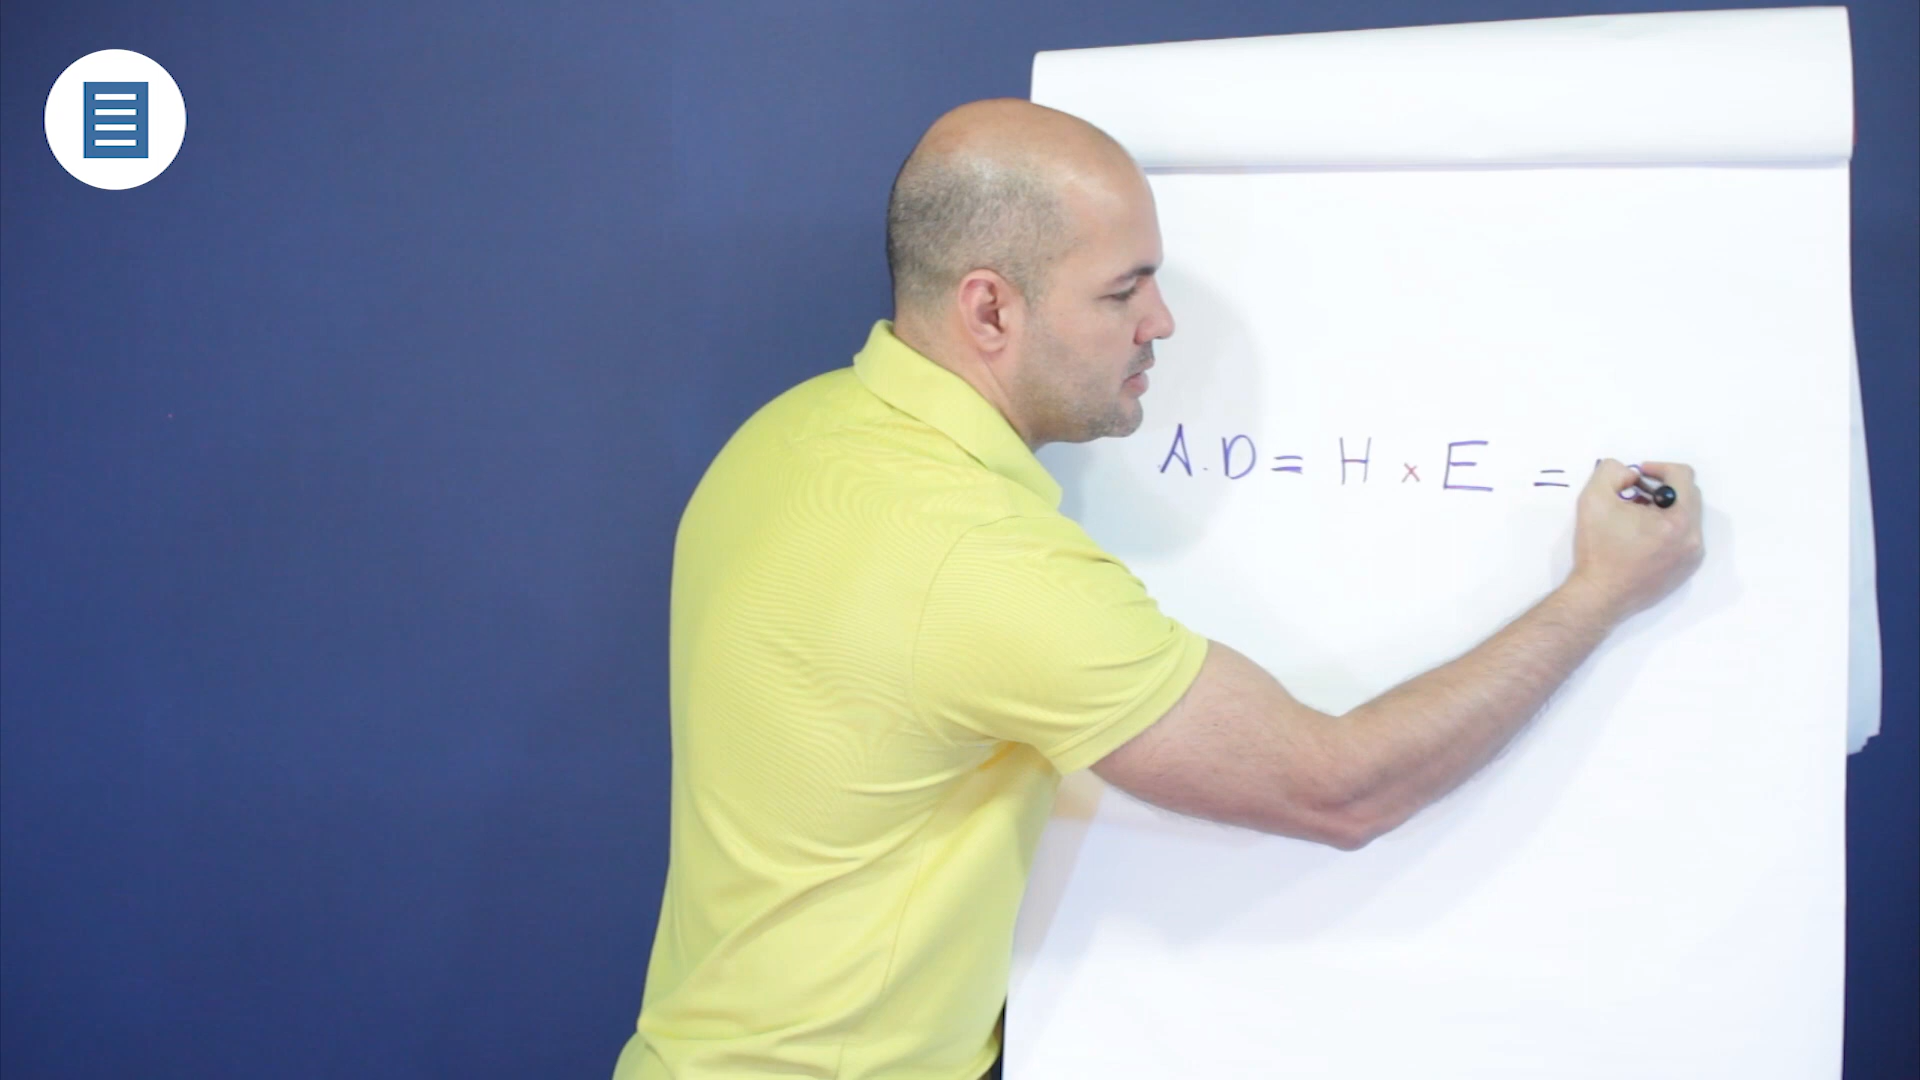 A.D = H x E =